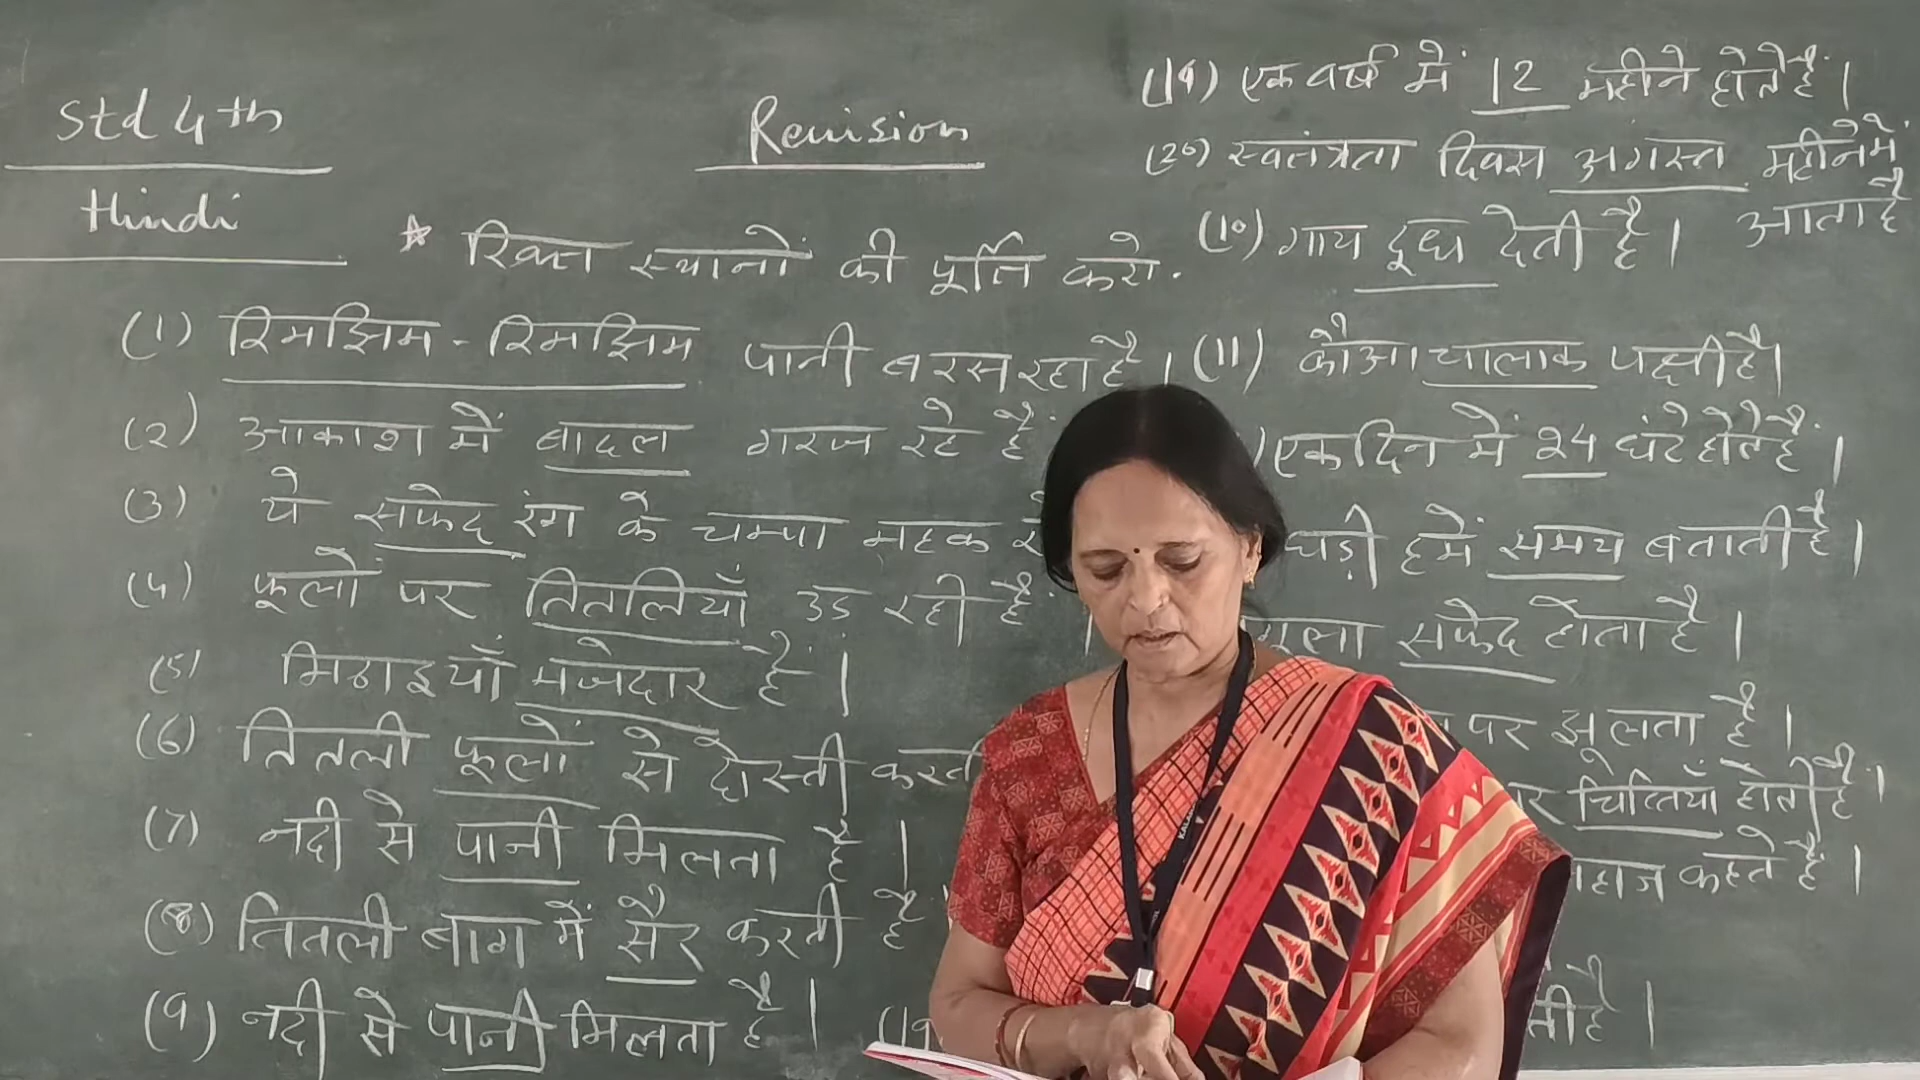 Std 4th
Hindi
Revision
* रिक्त स्थानों की पूर्ति करो.
(1) रिमझिम - रिमझिम पानी बरस रहा है।
(2) आकाश में बादल गरज रहे हैं
(3) ये सफेद रंग के चम्पा महक
(4) फूलों पर तितलियाँ उड रही हैं
(5) मिठाइयाँ मजेदार हैं।
(6) तितली फूलों से दोस्ती
(7) नदी से पानी मिलता है।
(8) तितली बाग में सैर करती है
(9) नदी से पानी मिलता है।
(19) एक वर्ष में 12 महीने होते हैं।
(20) स्वतंत्रता दिवस अगस्त महीने में
आता है
(10) गाय दूध देती है।
(11) कौआ चालाक पक्षी है।
एक दिन में 24 घंटे होते हैं।
घड़ी हमें समय बताती है।
सफेद होता है।
पर झूलता है।
चित्तियाँ होती हैं।
कहते हैं।
है।